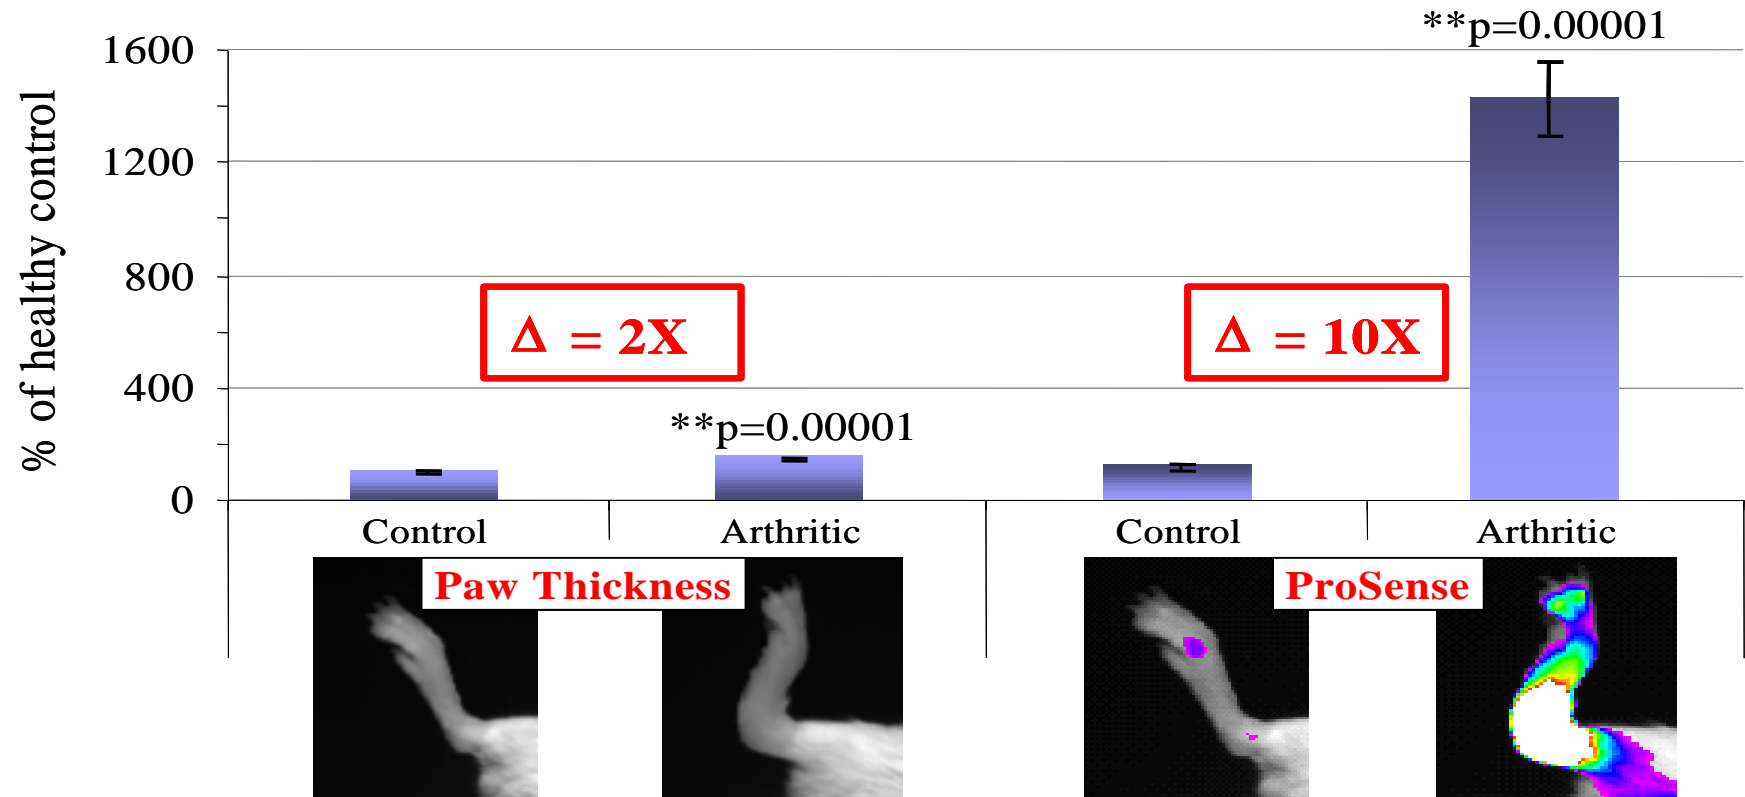 **p=0.00001
1600
1200
800
400
0
% of healthy control
Δ = 2X
Δ = 10X
**p=0.00001
Control
Arthritic
Control
Arthritic
Paw Thickness
ProSense